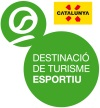 CATALUNYA
DESTINACIÓ
DE TURISME
ESPORTIU